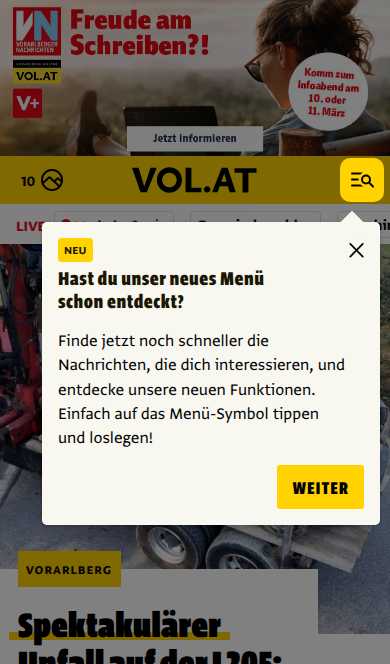 VN
VORARLBERGER
NACHRICHTEN
VOL.AT
V+
Freude am
Schreiben?!
Komm zum
Infoabend am
10. oder
11. März
Jetzt informieren
10
VOL.AT
LIVE
NEU
Hast du unser neues Menü
schon entdeckt?
Finde jetzt noch schneller die
Nachrichten, die dich interessieren, und
entdecke unsere neuen Funktionen.
Einfach auf das Menü-Symbol tippen
und loslegen!
WEITER
VORARLBERG
Spektakulärer
Unfall auf der L205: